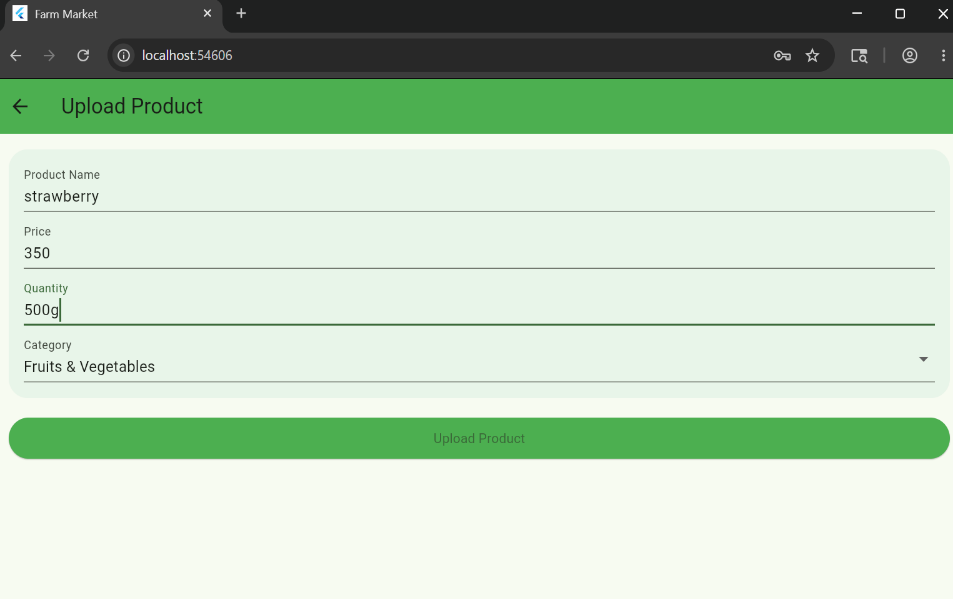 Farm Market
localhost:54606
Upload Product
Product Name
strawberry
Price
350
Quantity
500g
Category
Fruits & Vegetables
Upload Product